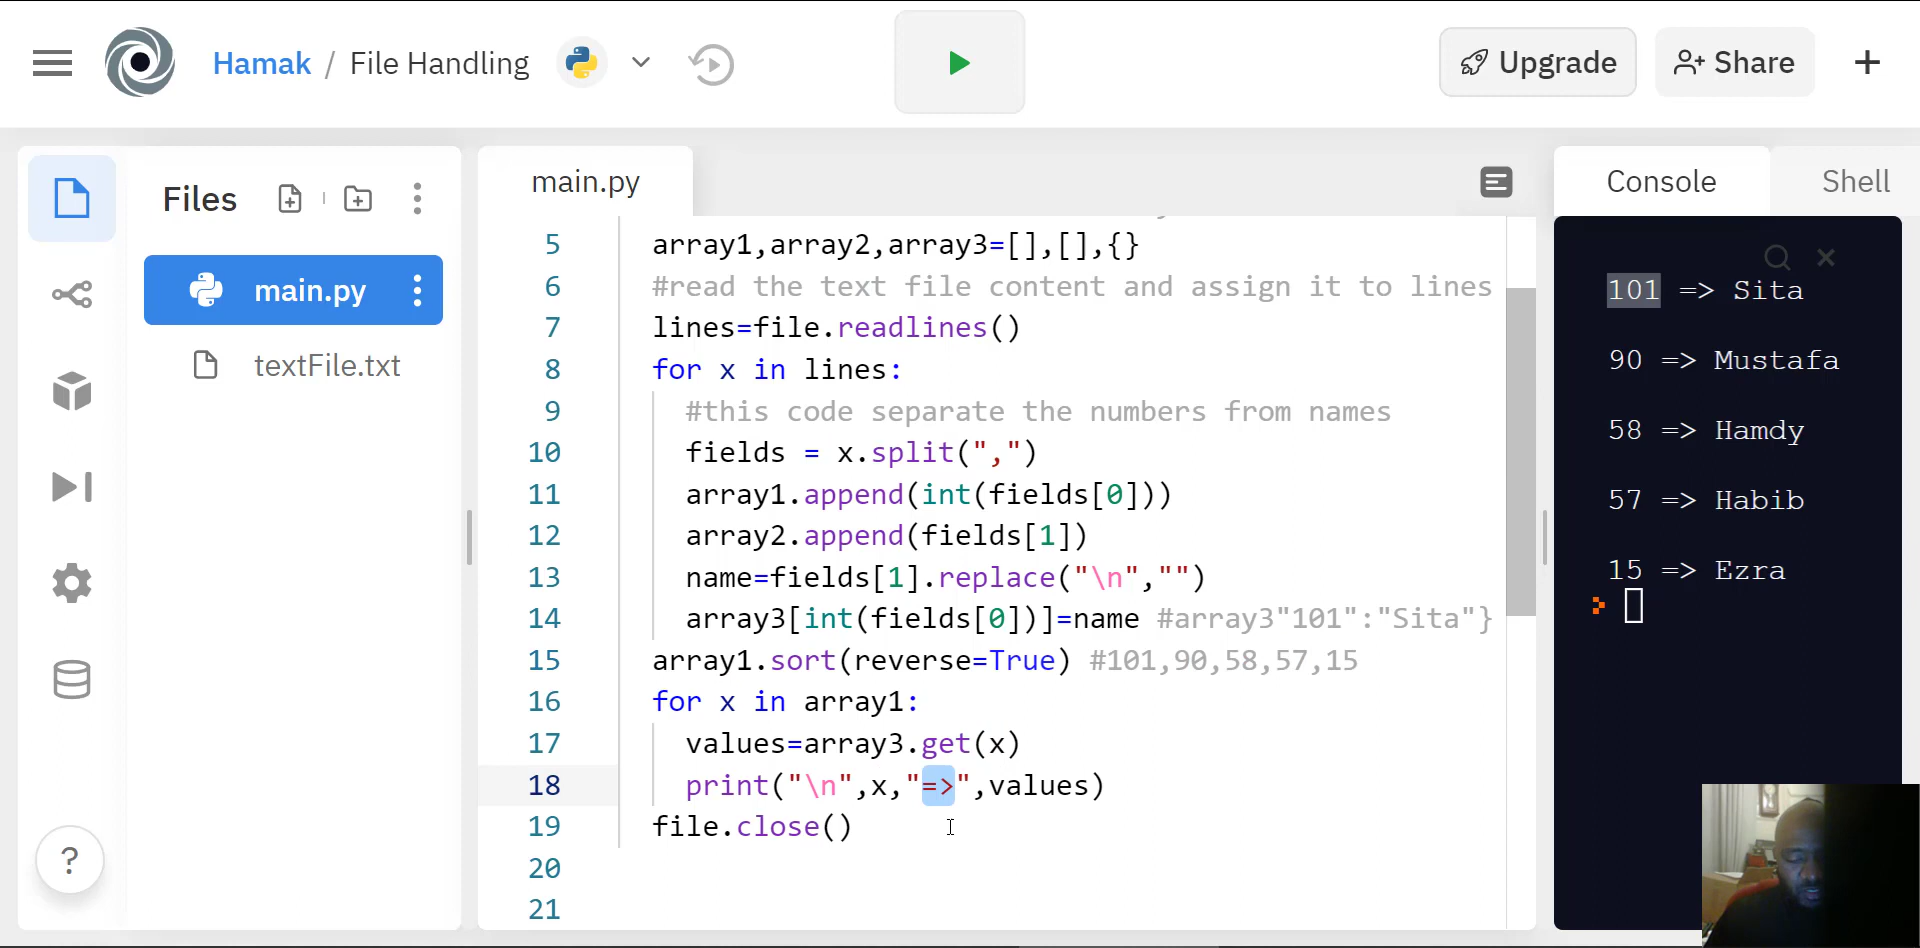 Hamak / File Handling
Upgrade
Share
Files
main.py
textFile.txt
main.py
5 array1,array2,array3=[],[],{}
6 #read the text file content and assign it to lines
7 lines=file.readlines()
8 for x in lines:
9 #this code separate the numbers from names
10 fields = x.split(",")
11 array1.append(int(fields[0]))
12 array2.append(fields[1])
13 name=fields[1].replace("\n","")
14 array3[int(fields[0])]=name #array3"101":"Sita"}
15 array1.sort(reverse=True) #101,90,58,57,15
16 for x in array1:
17 values=array3.get(x)
18 print("\n",x,"=>",values)
19 file.close()
20
21
?
Console
Shell
101 => Sita
90 => Mustafa
58 => Hamdy
57 => Habib
15 => Ezra